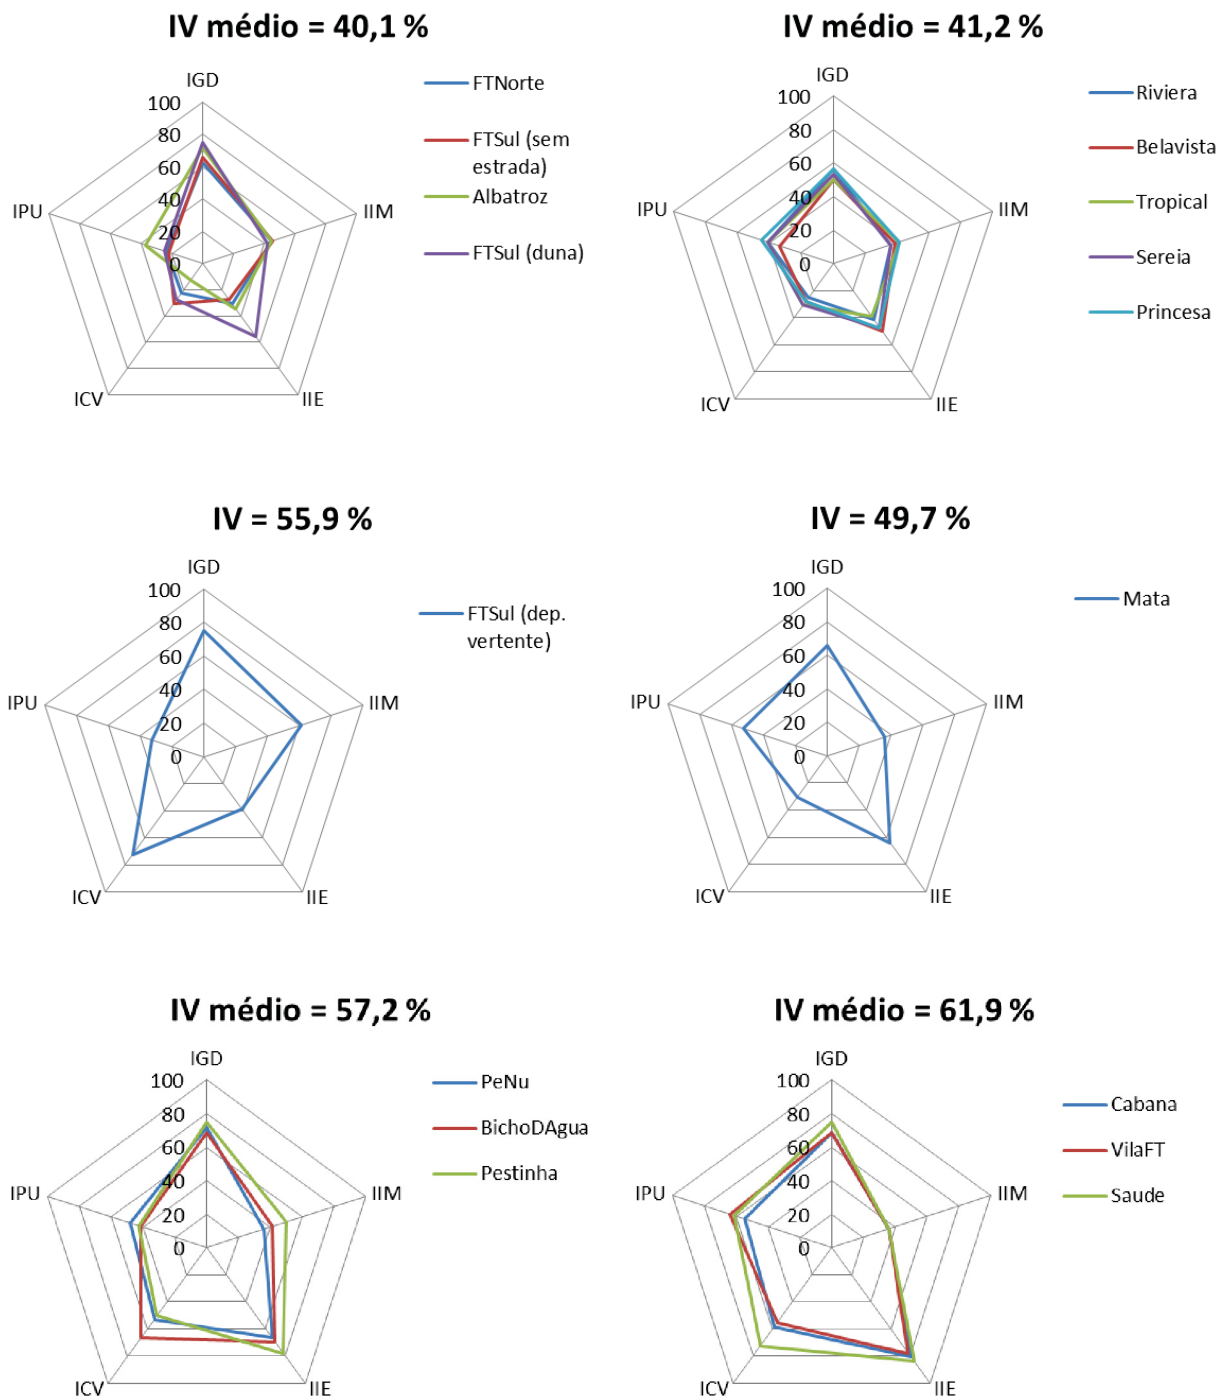 IV médio = 40,1 %
IGD
100
80
60
40
20
0
IPU
IIM
ICV
IIE
FTNorte
FTSul (sem
estrada)
Albatroz
FTSul (duna)
IV médio = 41,2 %
IGD
100
80
60
40
20
0
IPU
IIM
ICV
IIE
Riviera
Belavista
Tropical
Sereia
Princesa
IV = 55,9 %
IGD
100
80
60
40
20
0
IPU
IIM
ICV
IIE
FTSul (dep.
vertente)
IV = 49,7 %
IGD
100
80
60
40
20
0
IPU
IIM
ICV
IIE
Mata
IV médio = 57,2 %
IGD
100
80
60
40
20
0
IPU
IIM
ICV
IIE
PeNu
BichoDAgua
Pestinha
IV médio = 61,9 %
IGD
100
80
60
40
20
0
IPU
IIM
ICV
IIE
Cabana
VilaFT
Saude